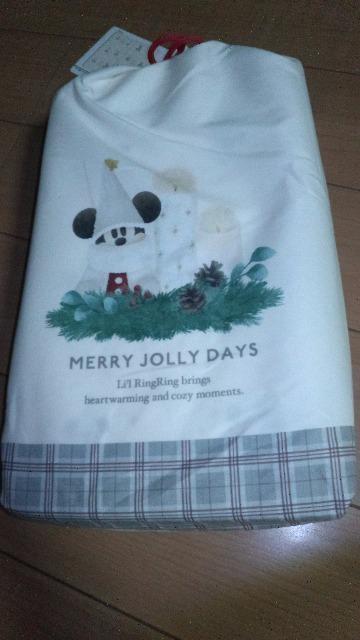 MERRY JOLLY DAYS
Li'l RingRing brings
heartwarming and cozy moments.